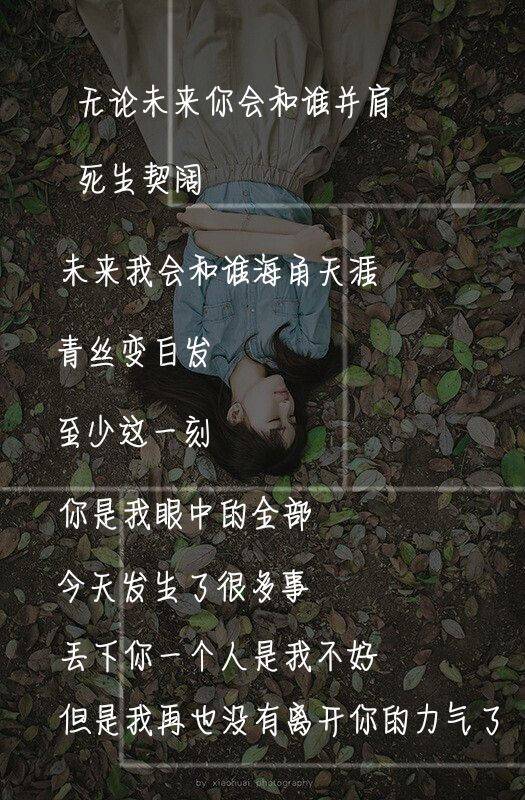 无论未来你会和谁并肩
死生契阔
未来我会和谁海角天涯
青丝变白发
至少这一刻
你是我眼中的全部
今天发生了很多事
丢下你一个人是我不好
但是我再也没有离开你的力气了
by xiaohuai photography